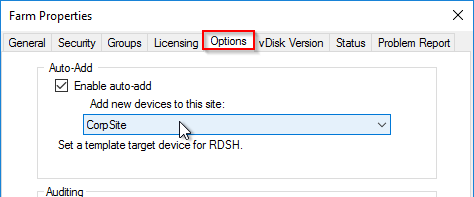 Farm Properties
General Security Groups Licensing Options vDisk Version Status Problem Report
Auto-Add
Enable auto-add
Add new devices to this site:
CorpSite
Set a template target device for RDSH.
Auditing